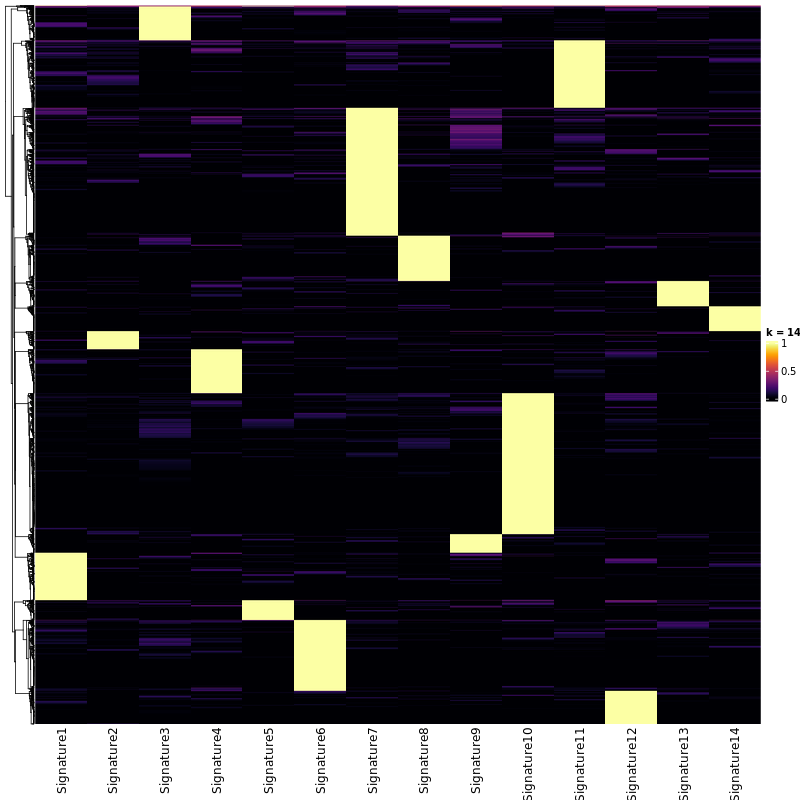 k = 14
1
0.5
0
Signature1
Signature2
Signature3
Signature4
Signature5
Signature6
Signature7
Signature8
Signature9
Signature10
Signature11
Signature12
Signature13
Signature14